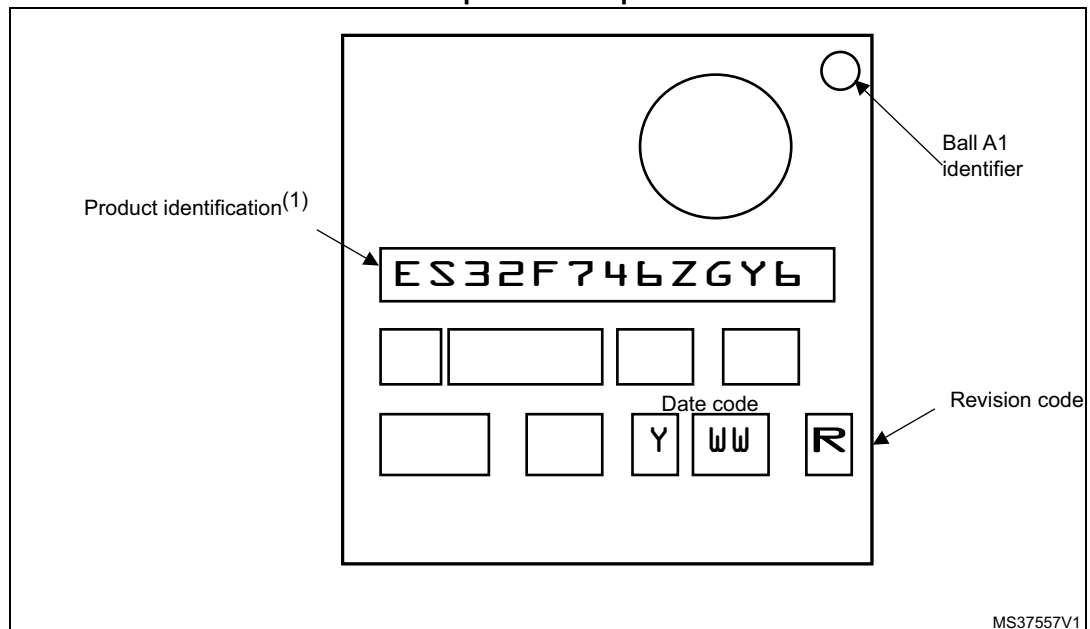 Ball A1
identifier
Product identification(1)
ES32F746ZGY6
Date code
Revision code
Y WW R
MS37557V1